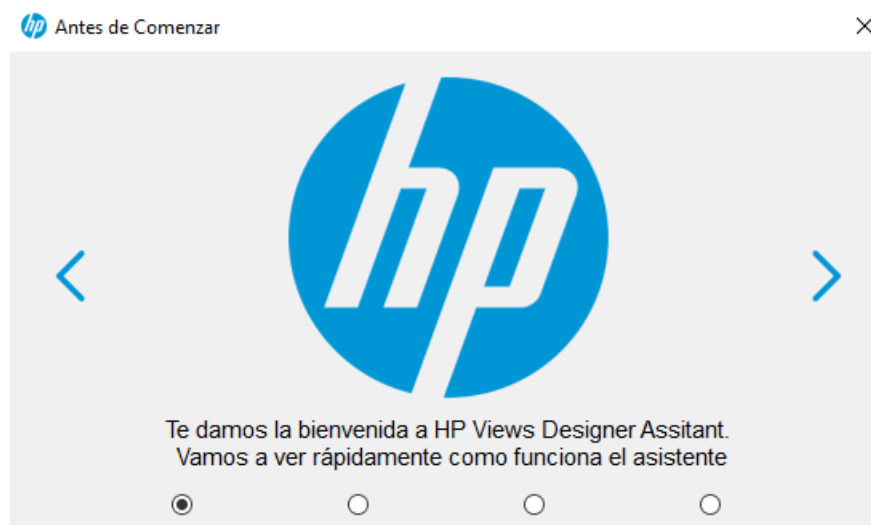 hp Antes de Comenzar
hp
Te damos la bienvenida a HP Views Designer Assitant.
Vamos a ver rápidamente como funciona el asistente